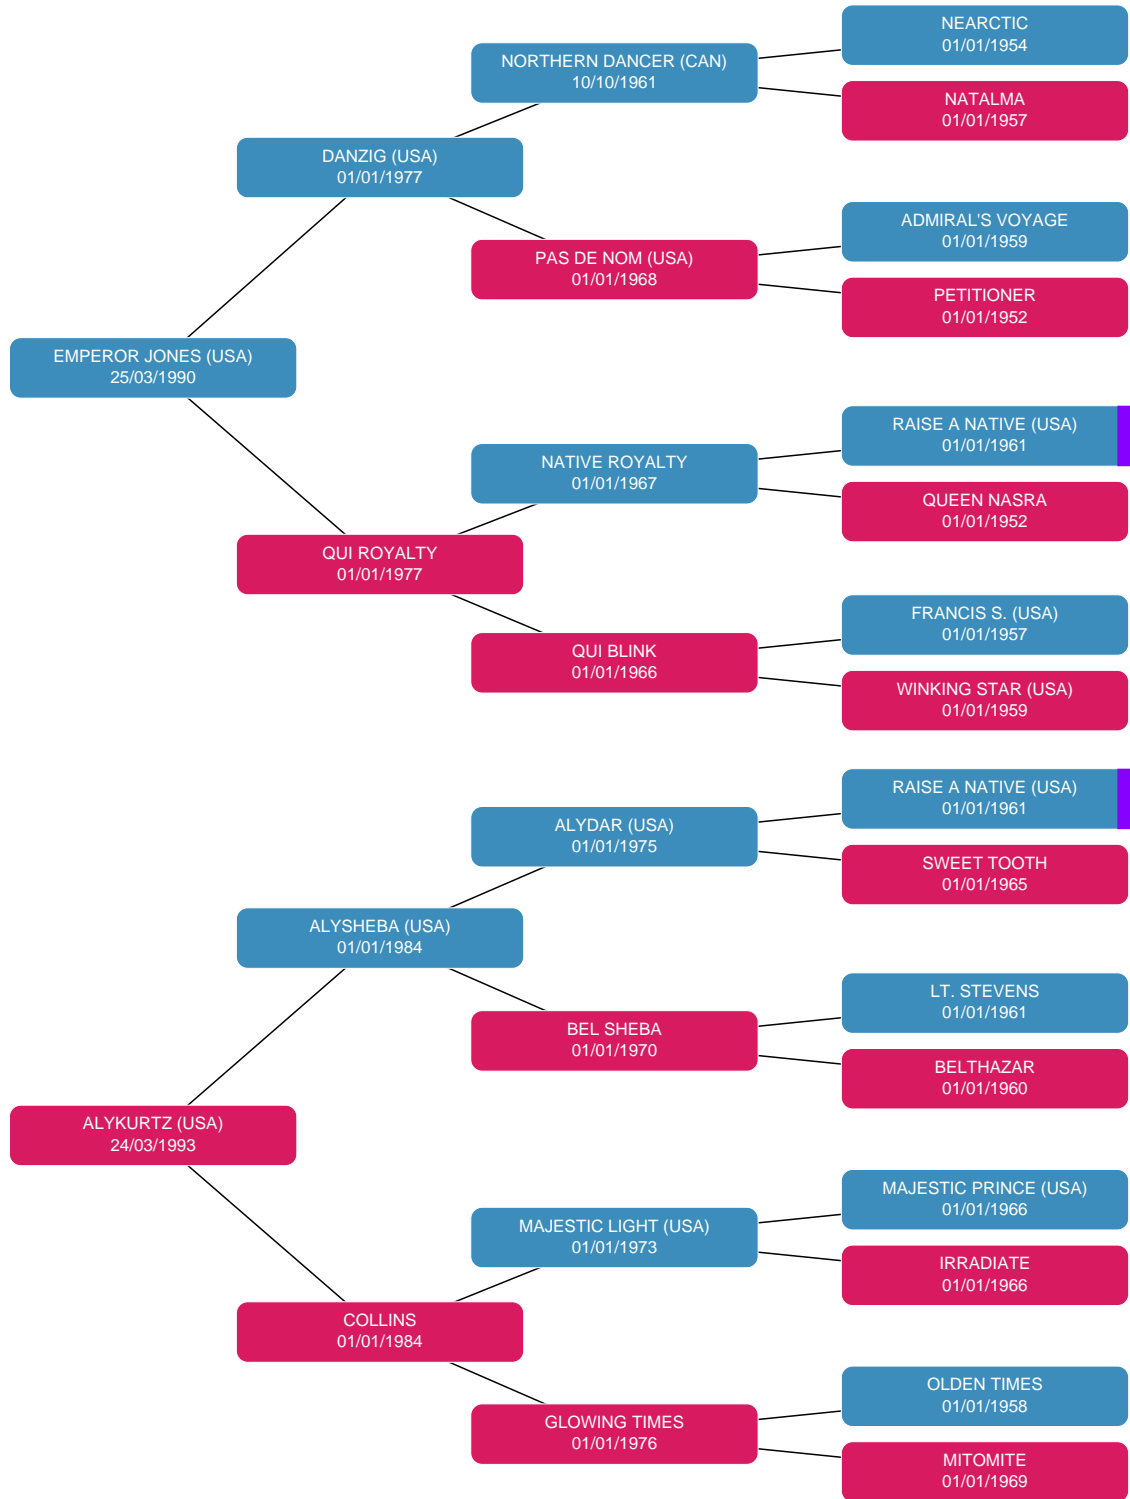 NEARCTIC
01/01/1954
NORTHERN DANCER (CAN)
10/10/1961
NATALMA
01/01/1957
DANZIG (USA)
01/01/1977
ADMIRAL'S VOYAGE
01/01/1959
PAS DE NOM (USA)
01/01/1968
PETITIONER
01/01/1952
EMPEROR JONES (USA)
25/03/1990
RAISE A NATIVE (USA)
01/01/1961
NATIVE ROYALTY
01/01/1967
QUEEN NASRA
01/01/1952
QUI ROYALTY
01/01/1977
FRANCIS S. (USA)
01/01/1957
QUI BLINK
01/01/1966
WINKING STAR (USA)
01/01/1959
RAISE A NATIVE (USA)
01/01/1961
ALYDAR (USA)
01/01/1975
SWEET TOOTH
01/01/1965
ALYSHEBA (USA)
01/01/1984
LT. STEVENS
01/01/1961
BEL SHEBA
01/01/1970
BELTHAZAR
01/01/1960
ALYKURTZ (USA)
24/03/1993
MAJESTIC PRINCE (USA)
01/01/1966
MAJESTIC LIGHT (USA)
01/01/1973
IRRADIATE
01/01/1966
COLLINS
01/01/1984
OLDEN TIMES
01/01/1958
GLOWING TIMES
01/01/1976
MITOMITE
01/01/1969